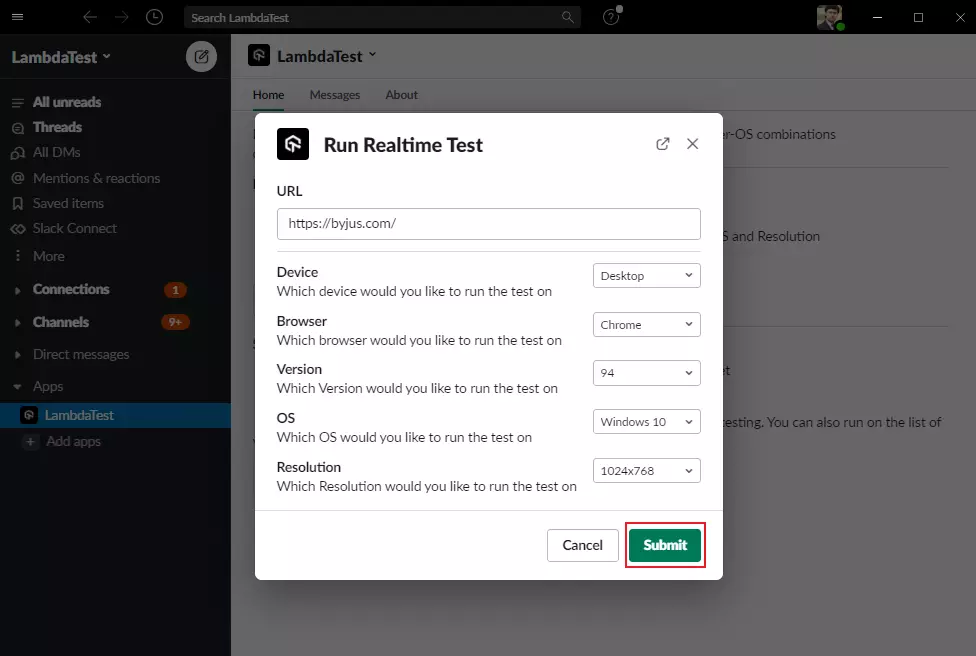 Search LambdaTest
LambdaTest
All unreads
Threads
All DMs
Mentions & reactions
Saved items
Slack Connect
More
Connections 1
Channels 9+
Direct messages
Apps
LambdaTest
Add apps
LambdaTest
Home Messages About
r-OS combinations
S and Resolution
esting. You can also run on the list of
Run Realtime Test
URL
https://byjus.com/
Device
Which device would you like to run the test on
Desktop
Browser
Which browser would you like to run the test on
Chrome
Version
Which Version would you like to run the test on
94
OS
Which OS would you like to run the test on
Windows 10
Resolution
Which Resolution would you like to run the test on
1024x768
Cancel Submit